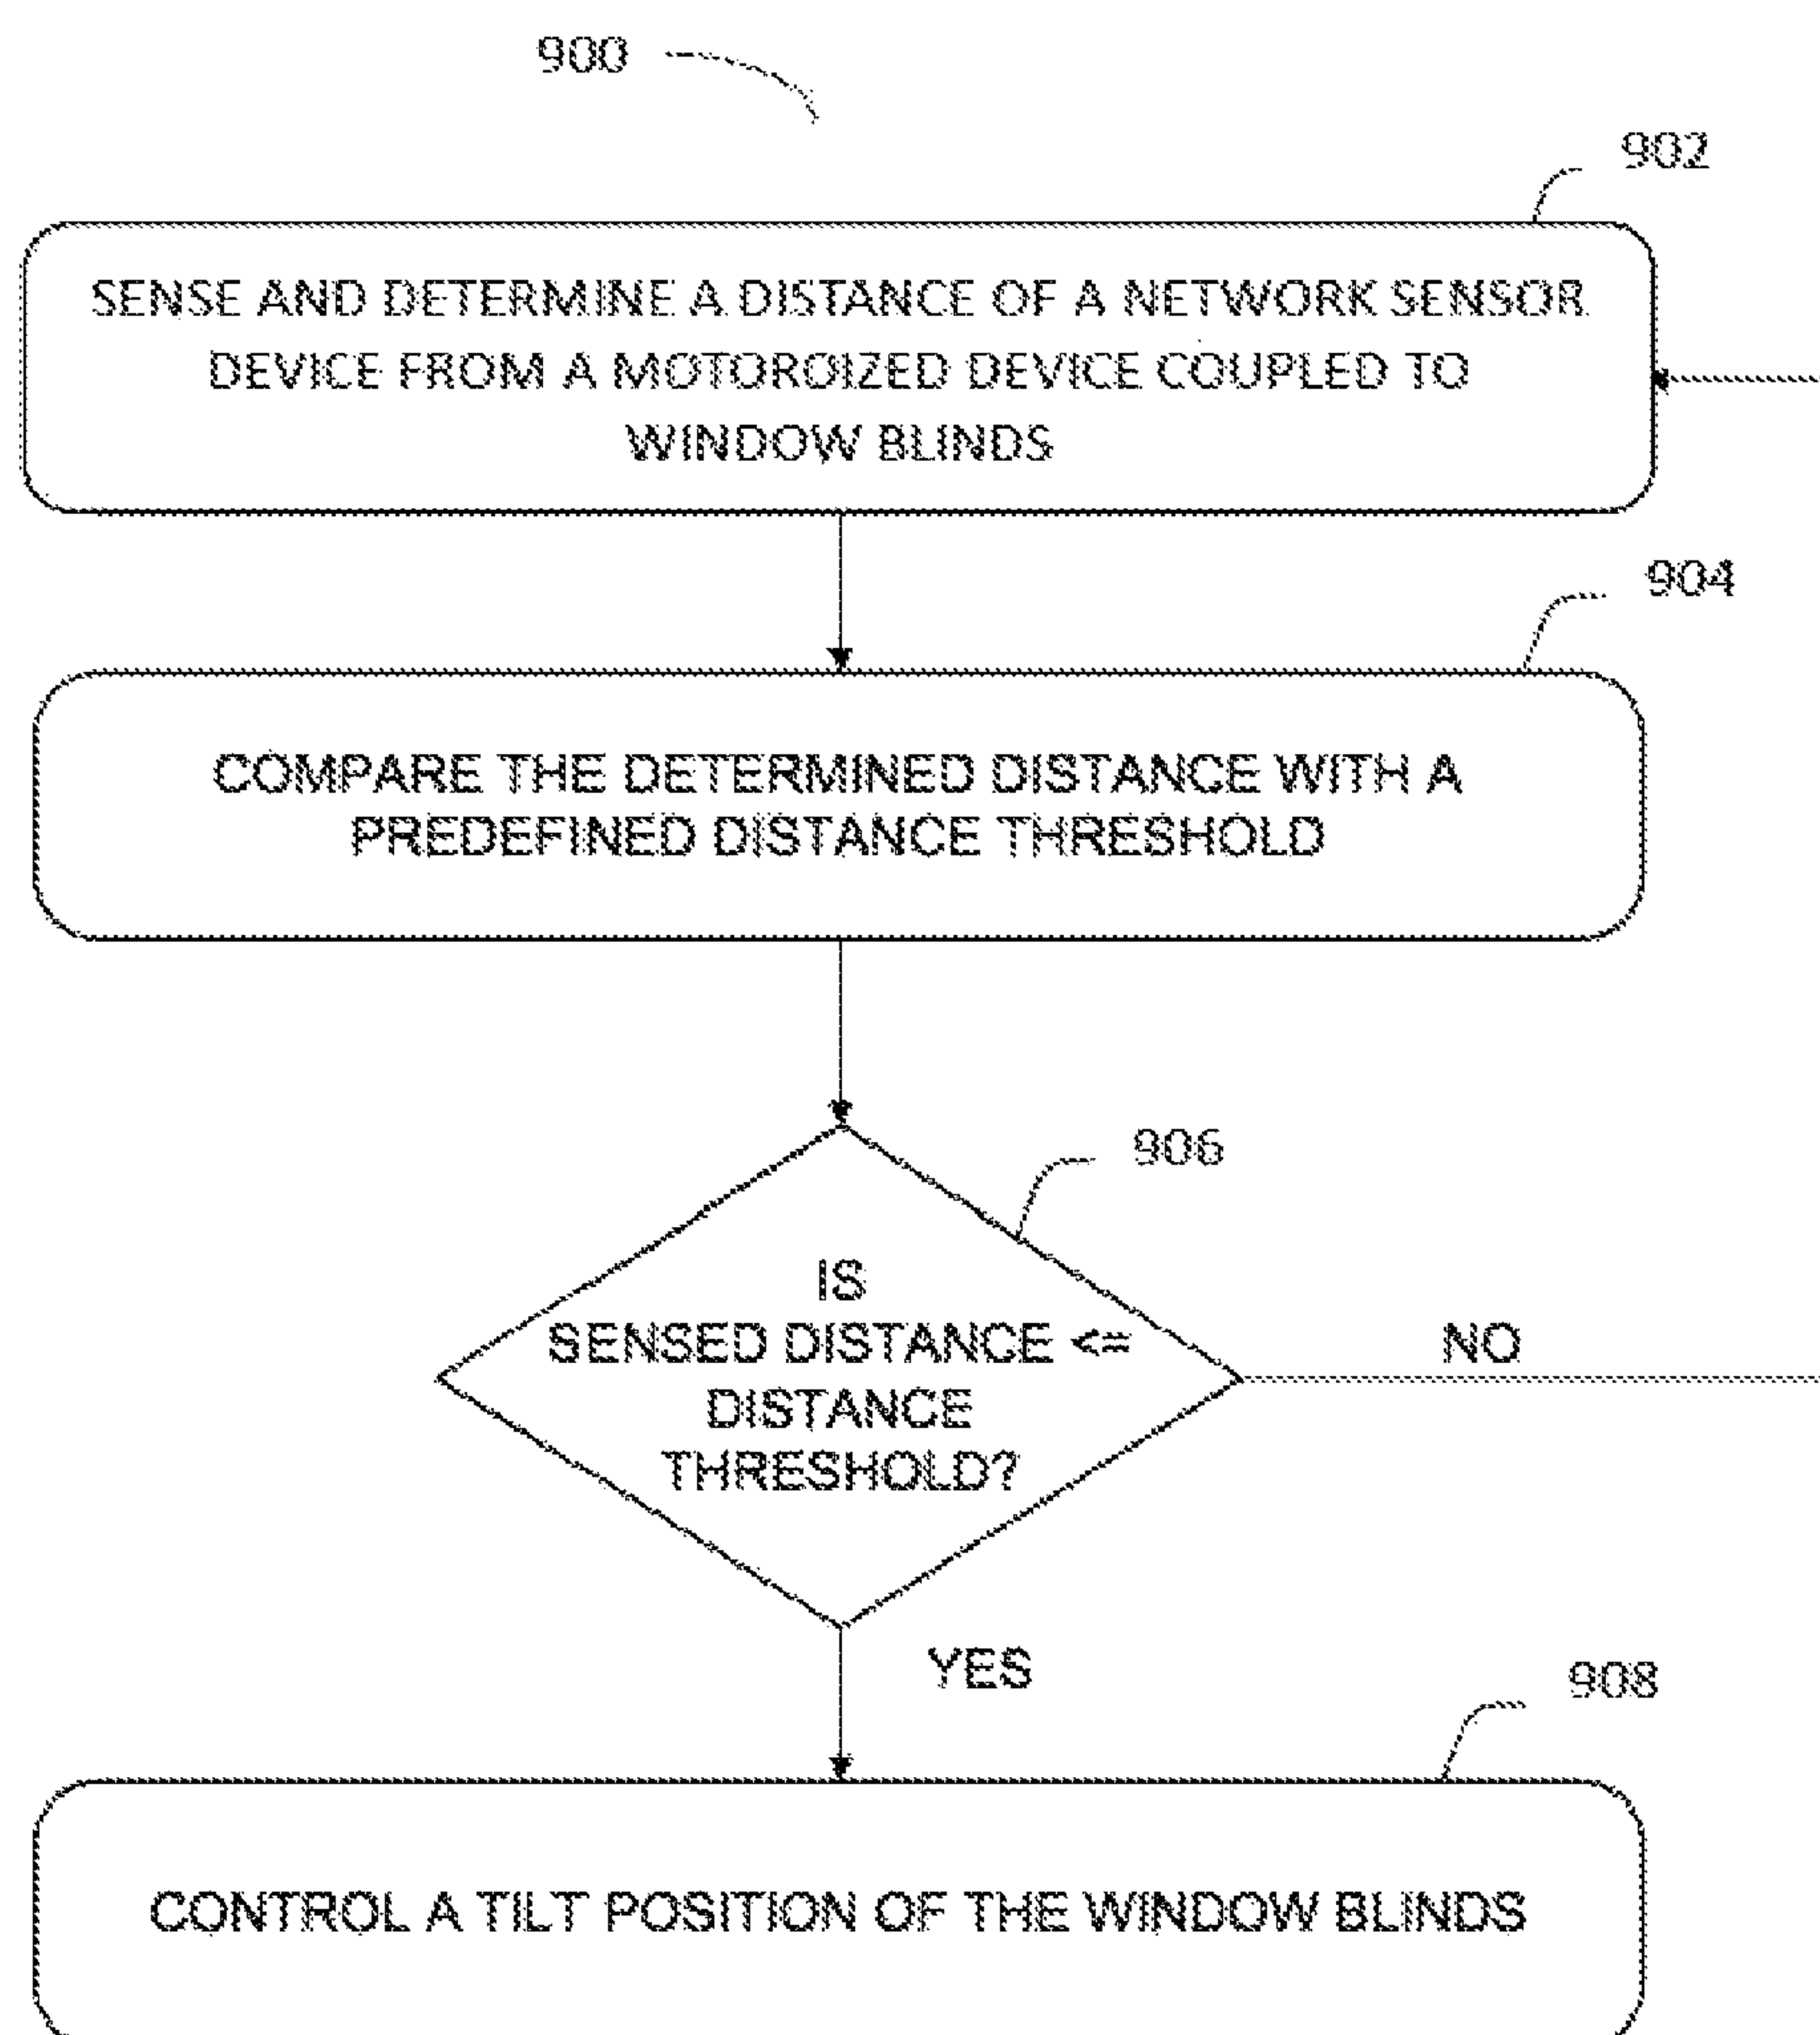 900
902
SENSE AND DETERMINE A DISTANCE OF A NETWORK SENSOR
DEVICE FROM A MOTOROIZED DEVICE COUPLED TO
WINDOW BLINDS
904
COMPARE THE DETERMINED DISTANCE WITH A
PREDEFINED DISTANCE THRESHOLD
906
IS
SENSED DISTANCE <=
DISTANCE
THRESHOLD?
NO
YES
908
CONTROL A TILT POSITION OF THE WINDOW BLINDS